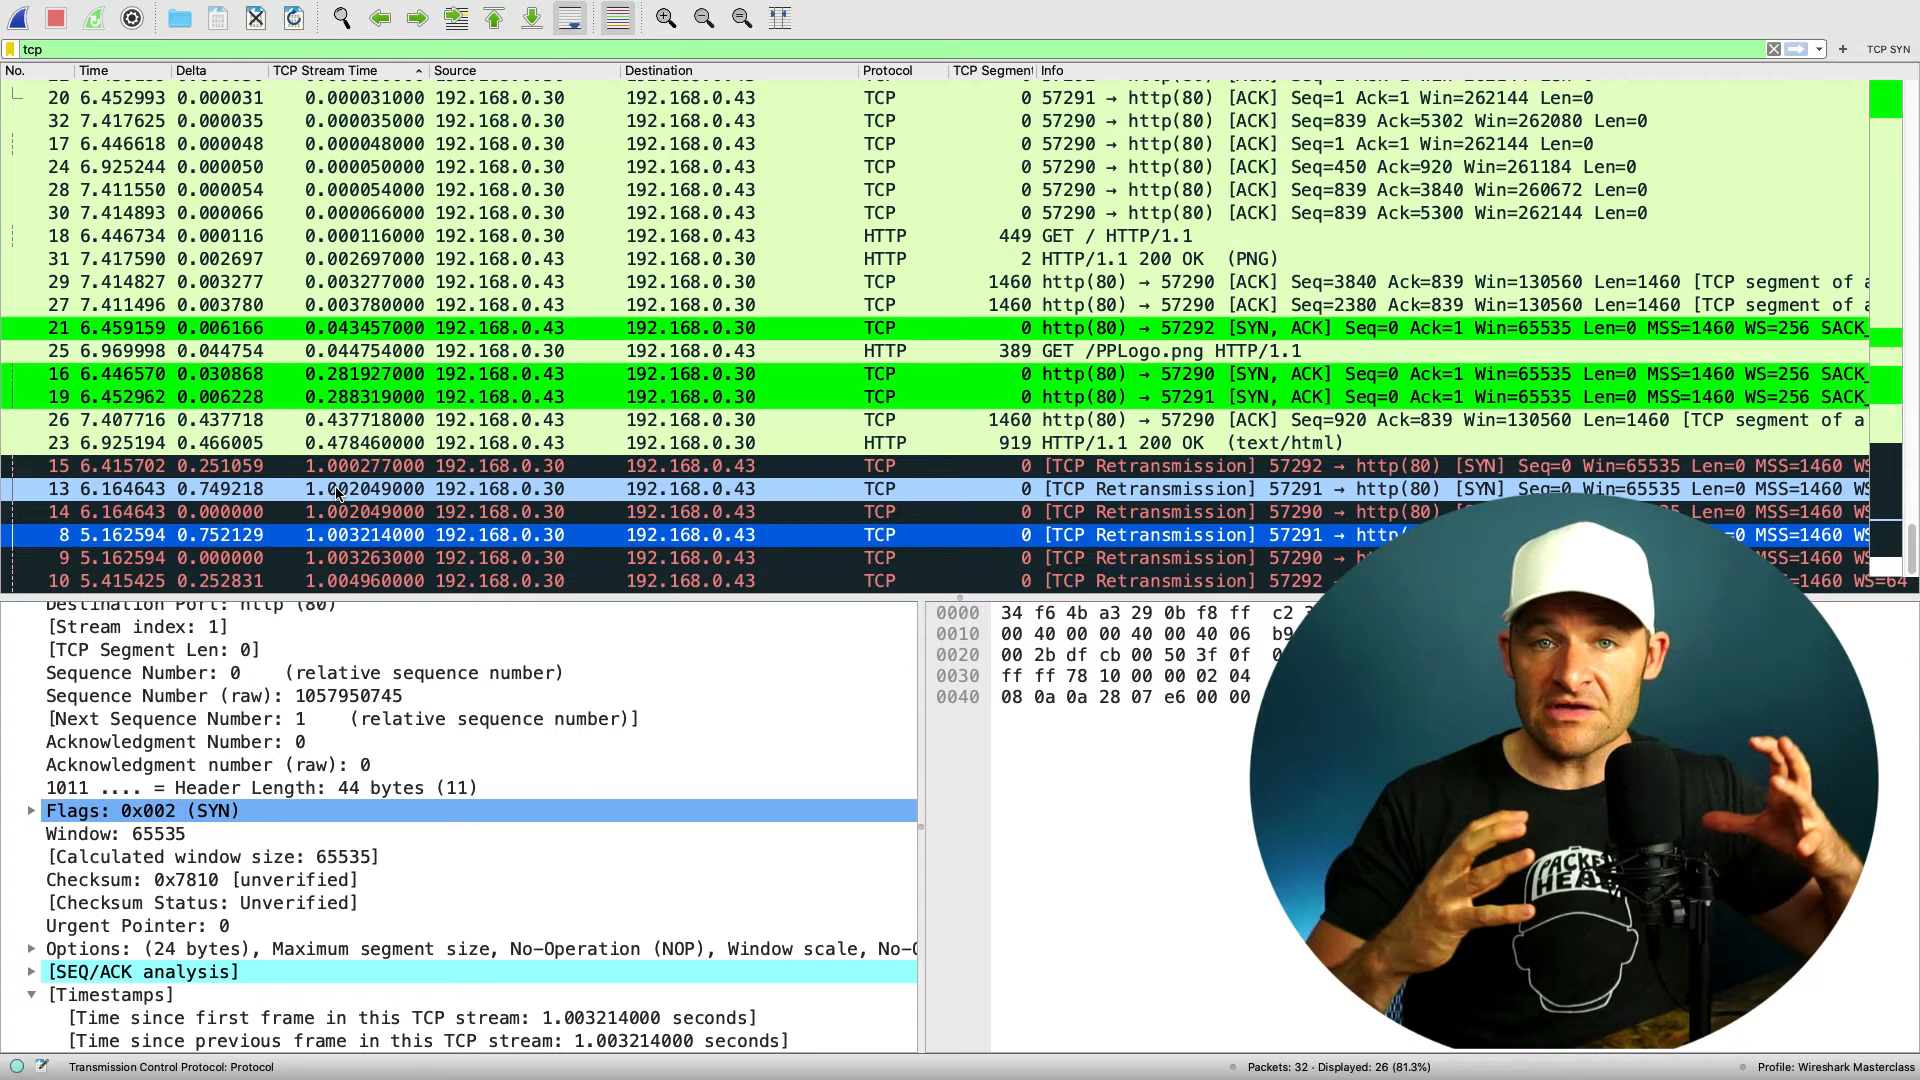 tcp
TCP SYN
No. Time Delta TCP Stream Time Source Destination Protocol TCP Segment Info
20 6.452993 0.000031 0.000031000 192.168.0.30 192.168.0.43 TCP 0 57291 → http(80) [ACK] Seq=1 Ack=1 Win=262144 Len=0
32 7.417625 0.000035 0.000035000 192.168.0.30 192.168.0.43 TCP 0 57290 → http(80) [ACK] Seq=839 Ack=5302 Win=262080 Len=0
17 6.446618 0.000048 0.000048000 192.168.0.30 192.168.0.43 TCP 0 57290 → http(80) [ACK] Seq=1 Ack=1 Win=262144 Len=0
24 6.925244 0.000050 0.000050000 192.168.0.30 192.168.0.43 TCP 0 57290 → http(80) [ACK] Seq=450 Ack=920 Win=261184 Len=0
28 7.411550 0.000054 0.000054000 192.168.0.30 192.168.0.43 TCP 0 57290 → http(80) [ACK] Seq=839 Ack=3840 Win=260672 Len=0
30 7.414893 0.000066 0.000066000 192.168.0.30 192.168.0.43 TCP 0 57290 → http(80) [ACK] Seq=839 Ack=5300 Win=262144 Len=0
18 6.446734 0.000116 0.000116000 192.168.0.30 192.168.0.43 HTTP 449 GET / HTTP/1.1
31 7.417590 0.002697 0.002697000 192.168.0.43 192.168.0.30 HTTP 2 HTTP/1.1 200 OK (PNG)
29 7.414827 0.003277 0.003277000 192.168.0.43 192.168.0.30 TCP 1460 http(80) → 57290 [ACK] Seq=3840 Ack=839 Win=130560 Len=1460 [TCP segment of a
27 7.411496 0.003780 0.003780000 192.168.0.43 192.168.0.30 TCP 1460 http(80) → 57290 [ACK] Seq=2380 Ack=839 Win=130560 Len=1460 [TCP segment of a
21 6.459159 0.006166 0.043457000 192.168.0.43 192.168.0.30 TCP 0 http(80) → 57292 [SYN, ACK] Seq=0 Ack=1 Win=65535 Len=0 MSS=1460 WS=256 SACK_
25 6.969998 0.044754 0.044754000 192.168.0.30 192.168.0.43 HTTP 389 GET /PPLogo.png HTTP/1.1
16 6.446570 0.030868 0.281927000 192.168.0.43 192.168.0.30 TCP 0 http(80) → 57290 [SYN, ACK] Seq=0 Ack=1 Win=65535 Len=0 MSS=1460 WS=256 SACK_
19 6.452962 0.006228 0.288319000 192.168.0.43 192.168.0.30 TCP 0 http(80) → 57291 [SYN, ACK] Seq=0 Ack=1 Win=65535 Len=0 MSS=1460 WS=256 SACK_
26 7.407716 0.437718 0.437718000 192.168.0.43 192.168.0.30 TCP 1460 http(80) → 57290 [ACK] Seq=920 Ack=839 Win=130560 Len=1460 [TCP segment of a
23 6.925194 0.466005 0.478460000 192.168.0.43 192.168.0.30 HTTP 919 HTTP/1.1 200 OK (text/html)
15 6.415702 0.251059 1.000277000 192.168.0.30 192.168.0.43 TCP 0 [TCP Retransmission] 57292 → http(80) [SYN] Seq=0 Win=65535 Len=0 MSS=1460 WS
13 6.164643 0.749218 1.002049000 192.168.0.30 192.168.0.43 TCP 0 [TCP Retransmission] 57291 → http(80) [SYN] Seq=0 Win=65535 Len=0 MSS=1460 WS
14 6.164643 0.000000 1.002049000 192.168.0.30 192.168.0.43 TCP 0 [TCP Retransmission] 57290 → http(80) MSS=1460 WS
8 5.162594 0.752129 1.003214000 192.168.0.30 192.168.0.43 TCP 0 [TCP Retransmission] 57291 → =0 MSS=1460 WS
9 5.162594 0.000000 1.003263000 192.168.0.30 192.168.0.43 TCP 0 [TCP Retransmission] 57290 → MSS=1460 WS
10 5.415425 0.252831 1.004960000 192.168.0.30 192.168.0.43 TCP 0 [TCP Retransmission] 57292 =1460 WS=64
Destination Port: http (80)
[Stream index: 1]
[TCP Segment Len: 0]
Sequence Number: 0 (relative sequence number)
Sequence Number (raw): 1057950745
[Next Sequence Number: 1 (relative sequence number)]
Acknowledgment Number: 0
Acknowledgment number (raw): 0
1011 .... = Header Length: 44 bytes (11)
Flags: 0x002 (SYN)
Window: 65535
[Calculated window size: 65535]
Checksum: 0x7810 [unverified]
[Checksum Status: Unverified]
Urgent Pointer: 0
Options: (24 bytes), Maximum segment size, No-Operation (NOP), Window scale, No-O
[SEQ/ACK analysis]
[Timestamps]
[Time since first frame in this TCP stream: 1.003214000 seconds]
[Time since previous frame in this TCP stream: 1.003214000 seconds]
0000 34 f6 4b a3 29 0b f8 ff c2
0010 00 40 00 00 40 00 40 06 b9
0020 00 2b df cb 00 50 3f 0f
0030 ff ff 78 10 00 00 02 04
0040 08 0a 0a 28 07 e6 00 00
PACKET
HEAD
Transmission Control Protocol: Protocol
Packets: 32 · Displayed: 26 (81.3%)
Profile: Wireshark Masterclass